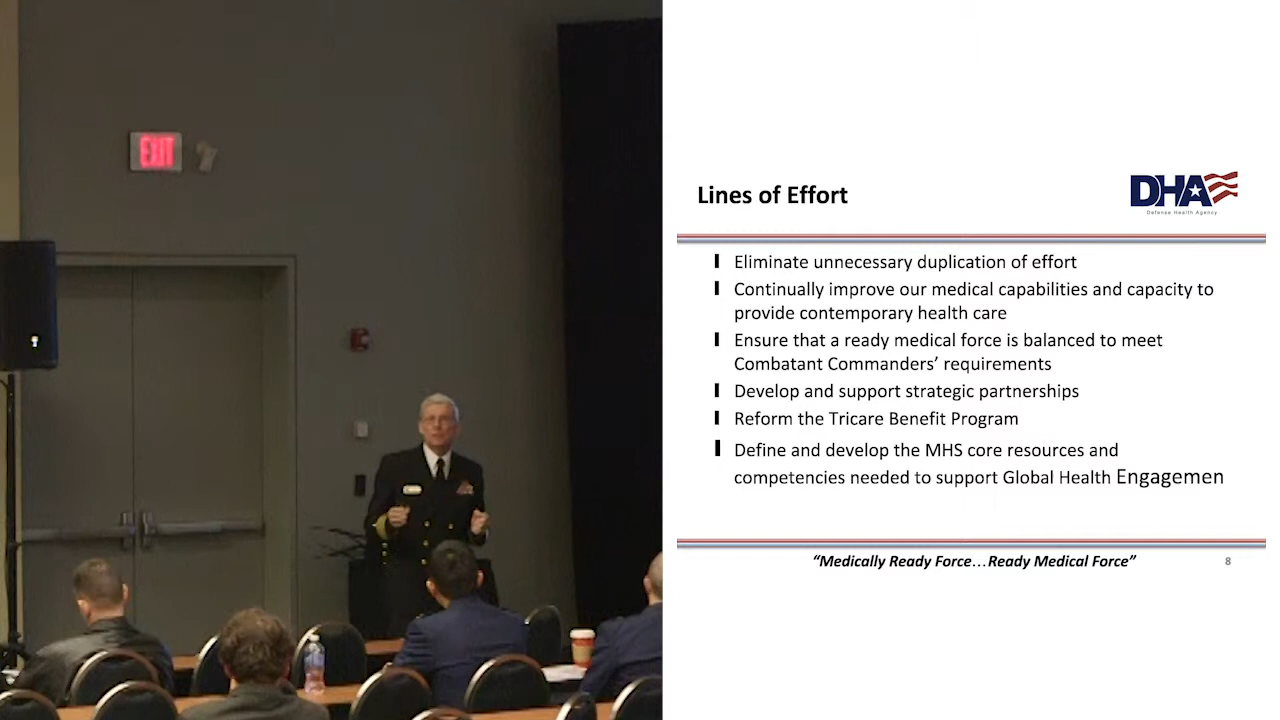 EXIT
Lines of Effort
DHA
Defense Health Agency
Eliminate unnecessary duplication of effort
Continually improve our medical capabilities and capacity to
provide contemporary health care
Ensure that a ready medical force is balanced to meet
Combatant Commanders’ requirements
Develop and support strategic partnerships
Reform the Tricare Benefit Program
Define and develop the MHS core resources and
competencies needed to support Global Health Engagemen
“Medically Ready Force…Ready Medical Force”
8